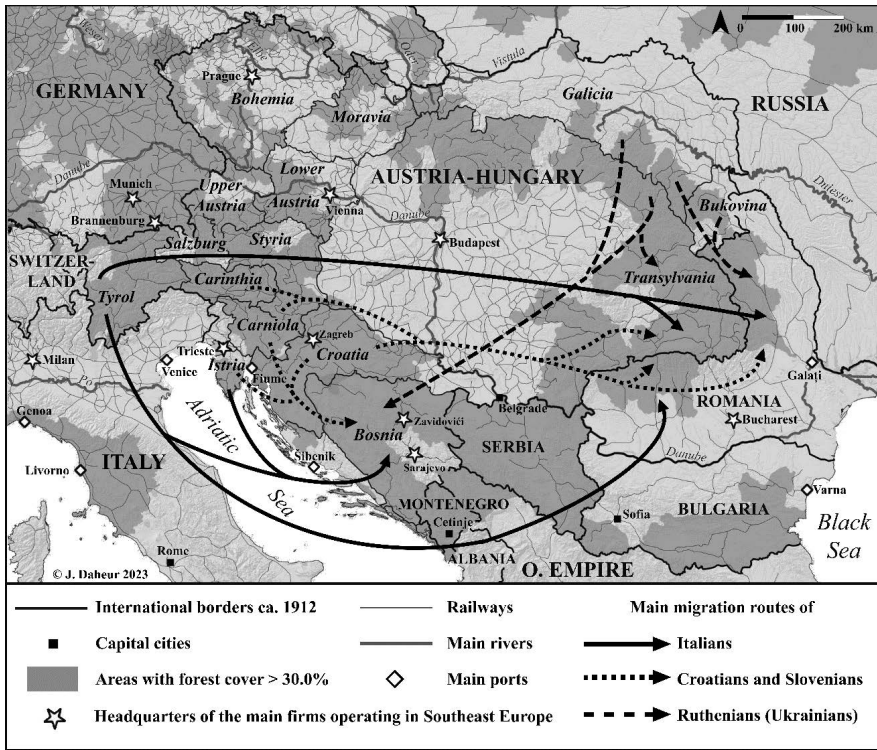 0 100 200 km
Weser
Elbe
Oder
Vistula
Prague
Bohemia
Galicia
GERMANY
RUSSIA
Moravia
Danube
Lower
Austria
Upper
Austria
AUSTRIA-HUNGARY
Dniester
Munich
Vienna
Bukovina
Brannenburg
Danube
Budapest
Salzburg
Styria
SWITZER-
LAND
Carinthia
Transylvania
Tyrol
Carniola
Zagreb
Trieste
Croatia
Milan
Venice
Istria
Fiume
Galați
Po
Belgrade
ROMANIA
Genoa
Adriatic
Sea
Bosnia
Zavidovići
Bucharest
Šibenik
SERBIA
Danube
Livorno
ITALY
Sarajevo
Varna
MONTENEGRO
Sofia
BULGARIA
Cetinje
Black
Sea
Rome
ALBANIA
© J. Daheur 2023
O. EMPIRE
International borders ca. 1912
Railways
Main migration routes of
Capital cities
Main rivers
Italians
Areas with forest cover > 30.0%
Main ports
Croatians and Slovenians
Headquarters of the main firms operating in Southeast Europe
Ruthenians (Ukrainians)